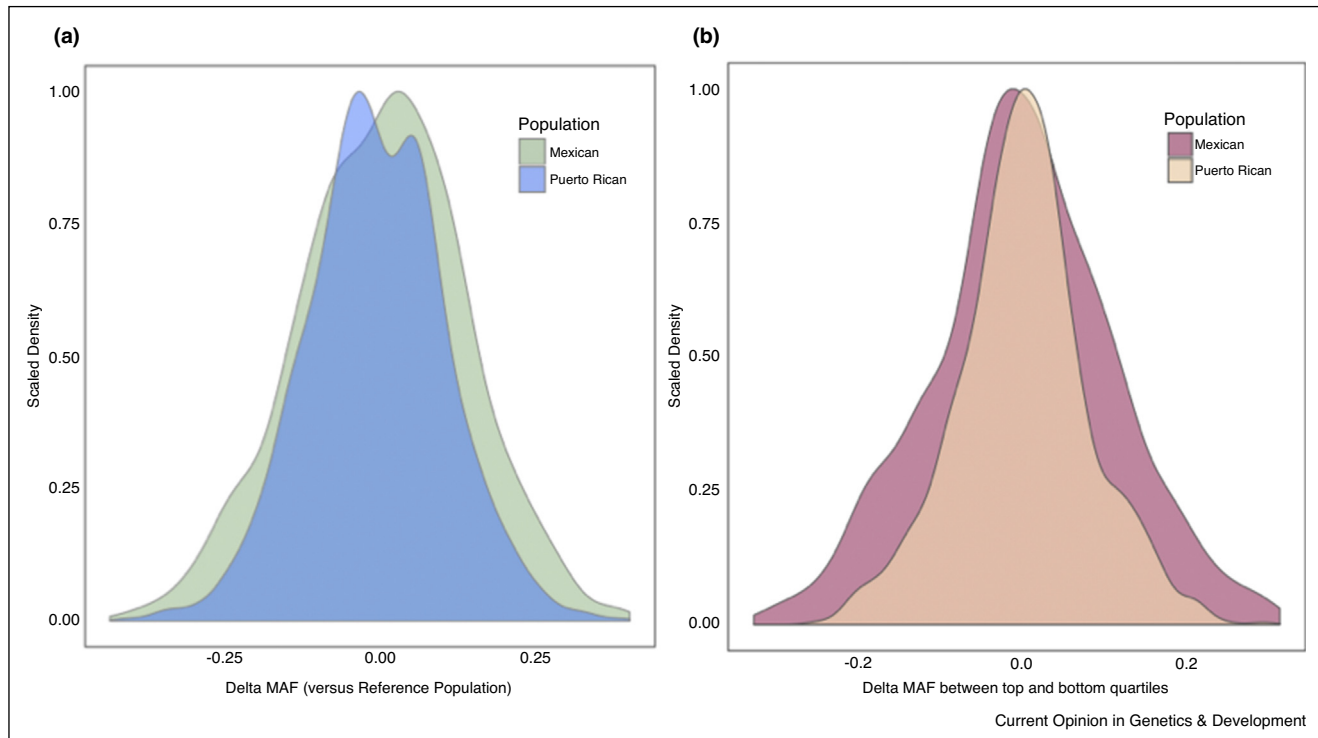 (a)
1.00
0.75
0.50
0.25
0.00
Scaled Density
-0.25 0.00 0.25
Delta MAF (versus Reference Population)
Population
Mexican
Puerto Rican
(b)
1.00
0.75
0.50
0.25
0.00
Scaled Density
-0.2 0.0 0.2
Delta MAF between top and bottom quartiles
Population
Mexican
Puerto Rican
Current Opinion in Genetics & Development